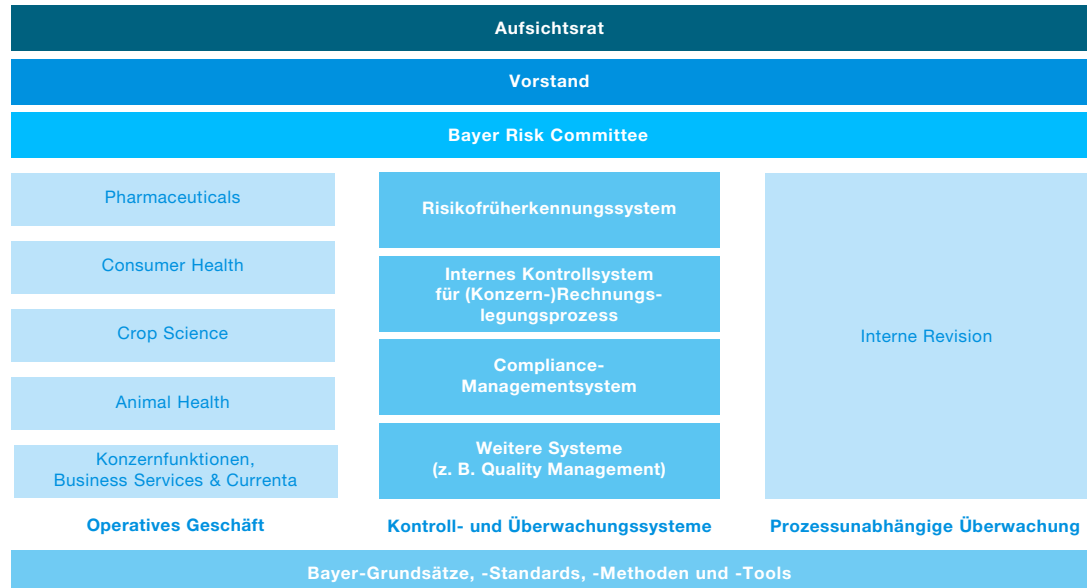 Aufsichtsrat
Vorstand
Bayer Risk Committee
Pharmaceuticals
Consumer Health
Crop Science
Animal Health
Konzernfunktionen,
Business Services & Currenta
Operatives Geschäft
Risikofrüherkennungssystem
Internes Kontrollsystem
für (Konzern-)Rechnungs-
legungsprozess
Compliance-
Managementsystem
Weitere Systeme
(z. B. Quality Management)
Kontroll- und Überwachungssysteme
Interne Revision
Prozessunabhängige Überwachung
Bayer-Grundsätze, -Standards, -Methoden und -Tools